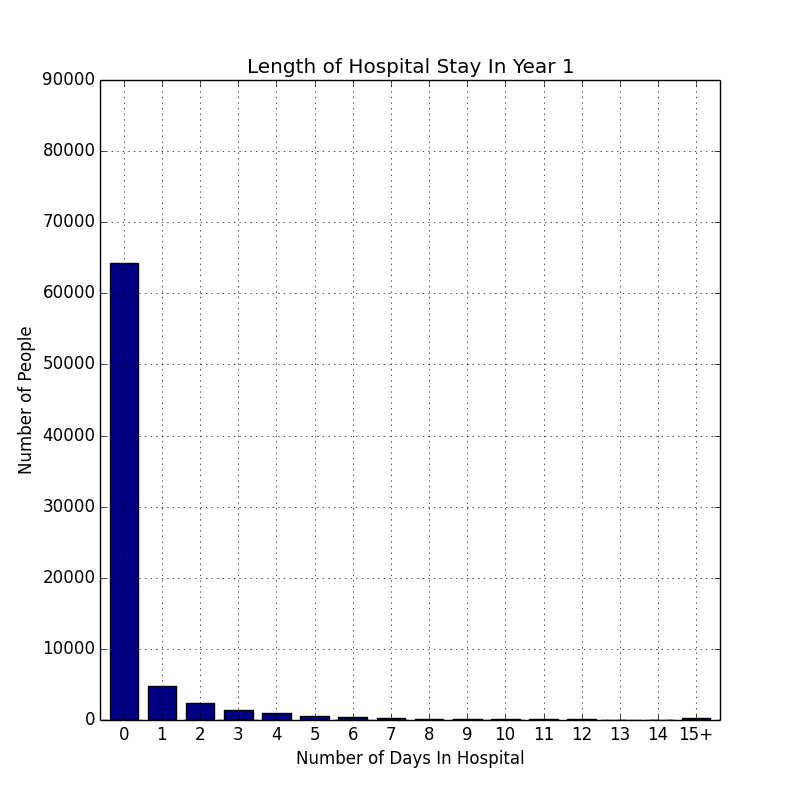 Length of Hospital Stay In Year 1
90000
80000
70000
60000
50000
40000
30000
20000
10000
0
Number of People
0 1 2 3 4 5 6 7 8 9 10 11 12 13 14 15+
Number of Days In Hospital